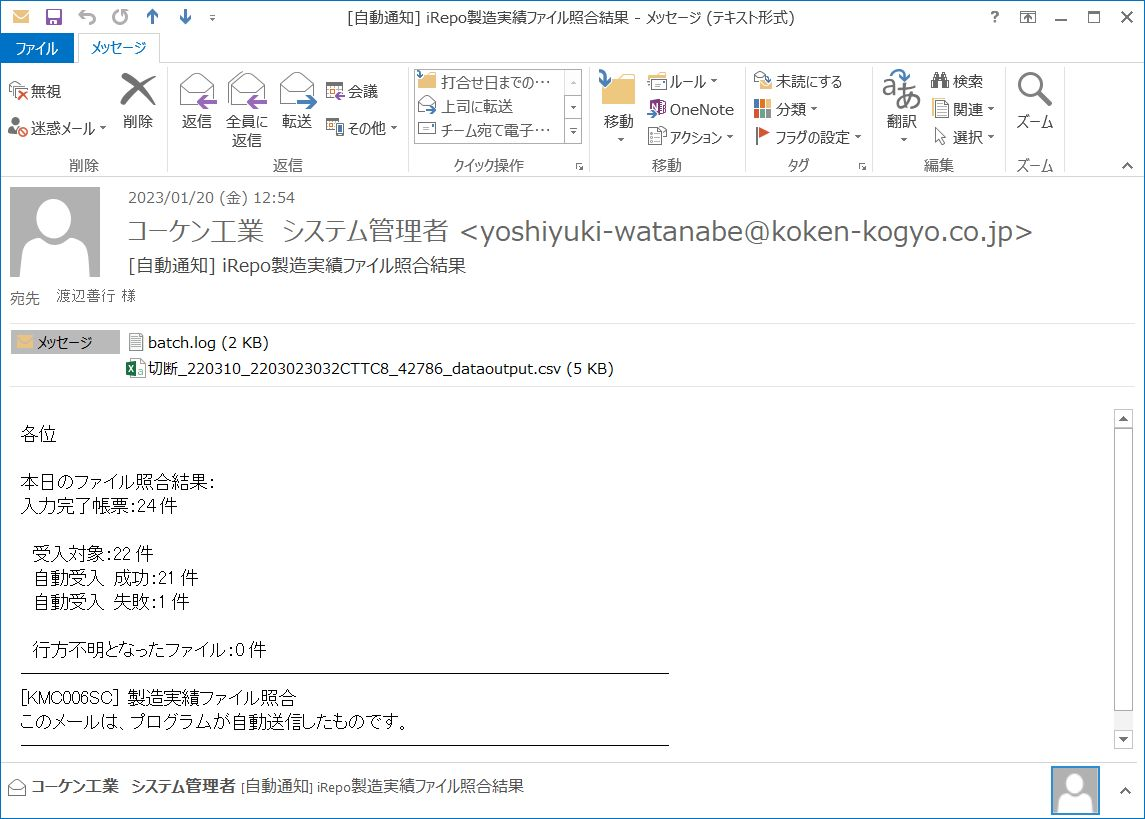 [自動通知] iRepo製造実績ファイル照合結果 - メッセージ (テキスト形式)
ファイル メッセージ
無視
迷惑メール
削除
削除
返信 全員に返信 転送
会議
その他
返信
打合せ日までの…
上司に転送
チーム宛て電子…
クイック操作
移動
ルール
OneNote
アクション
移動
未読にする
分類
フラグの設定
タグ
翻訳
検索
関連
選択
編集
ズーム
ズーム
2023/01/20 (金) 12:54
コーケン工業 システム管理者 <yoshiyuki-watanabe@koken-kogyo.co.jp>
[自動通知] iRepo製造実績ファイル照合結果
宛先 渡辺善行 様
メッセージ batch.log (2 KB)
切断_220310_2203023032CTTC8_42786_dataoutput.csv (5 KB)
各位
本日のファイル照合結果:
入力完了帳票:24 件
受入対象:22 件
自動受入 成功:21 件
自動受入 失敗:1 件
行方不明となったファイル:0 件
[KMC006SC] 製造実績ファイル照合
このメールは、プログラムが自動送信したものです。
コーケン工業 システム管理者 [自動通知] iRepo製造実績ファイル照合結果